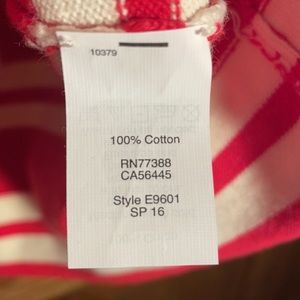 10379
100% Cotton
RN77388
CA56445
Style E9601
SP 16